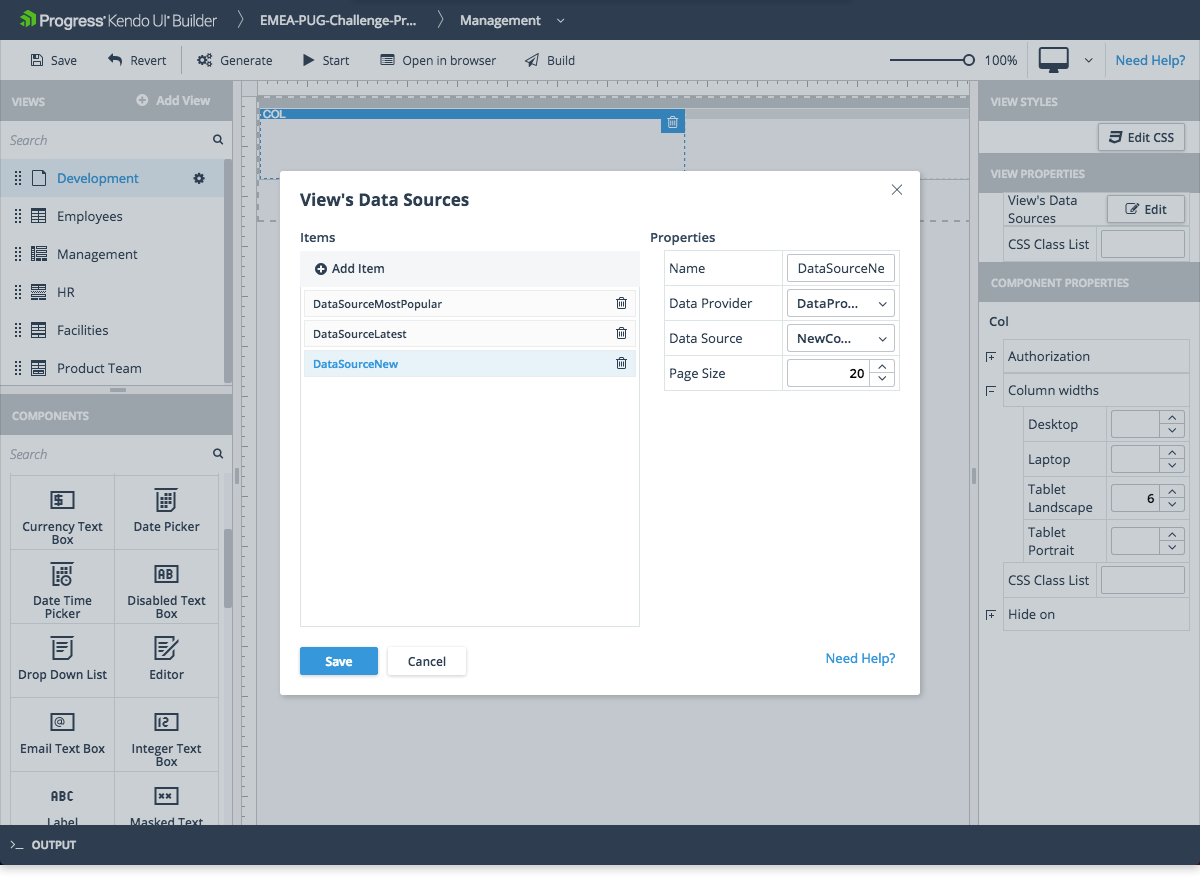 Progress Kendo UI Builder
EMEA-PUG-Challenge-Pr...
Management
Save
Revert
Generate
Start
Open in browser
Build
100%
Need Help?
VIEWS
Add View
Search
Development
Employees
Management
HR
Facilities
Product Team
COMPONENTS
Search
Currency Text
Box
Date Picker
Date Time
Picker
Disabled Text
Box
Drop Down List
Editor
Email Text Box
Integer Text
Box
ABC
Label
Masked Text
COL
View's Data Sources
Items
Add Item
DataSourceMostPopular
DataSourceLatest
DataSourceNew
Properties
Name
DataSourceNe
Data Provider
DataPro...
Data Source
NewCo...
Page Size
20
Save
Cancel
Need Help?
VIEW STYLES
Edit CSS
VIEW PROPERTIES
View's Data
Sources
Edit
CSS Class List
COMPONENT PROPERTIES
Col
Authorization
Column widths
Desktop
Laptop
Tablet
Landscape
6
Tablet
Portrait
CSS Class List
Hide on
OUTPUT